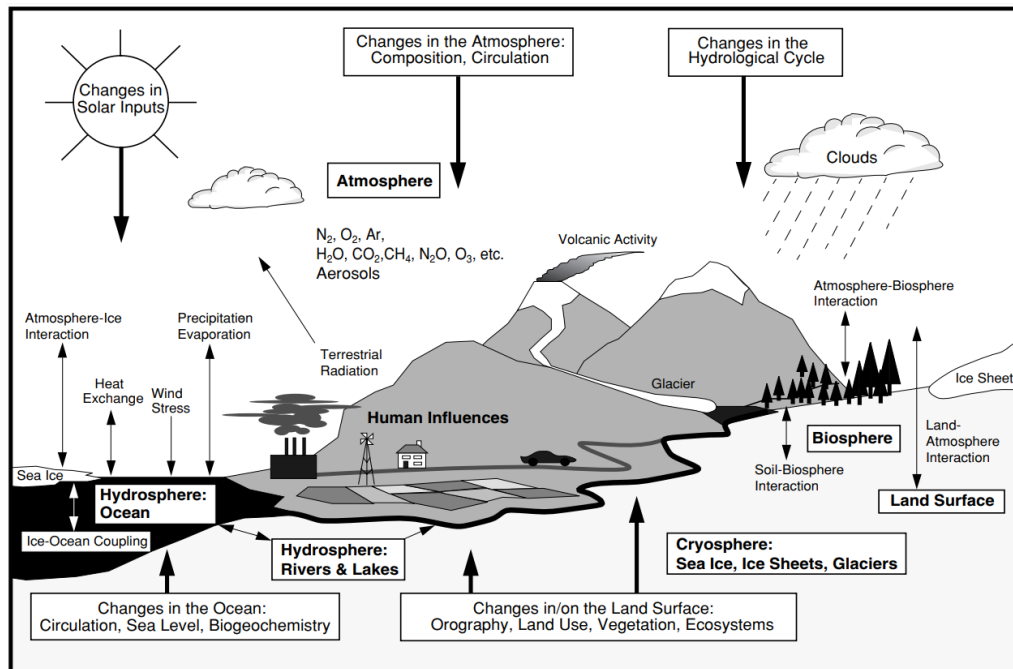 Changes in the Atmosphere:
Composition, Circulation
Changes in the
Hydrological Cycle
Changes in
Solar Inputs
Clouds
Atmosphere
N₂, O₂, Ar,
H₂O, CO₂,CH₄, N₂O, O₃, etc.
Aerosols
Volcanic Activity
Atmosphere-Biosphere
Interaction
Atmosphere-Ice
Interaction
Precipitation
Evaporation
Terrestrial
Radiation
Heat
Exchange
Wind
Stress
Glacier
Ice Sheet
Human Influences
Biosphere
Land-
Atmosphere
Interaction
Soil-Biosphere
Interaction
Sea Ice
Hydrosphere:
Ocean
Land Surface
Ice-Ocean Coupling
Hydrosphere:
Rivers & Lakes
Cryosphere:
Sea Ice, Ice Sheets, Glaciers
Changes in the Ocean:
Circulation, Sea Level, Biogeochemistry
Changes in/on the Land Surface:
Orography, Land Use, Vegetation, Ecosystems